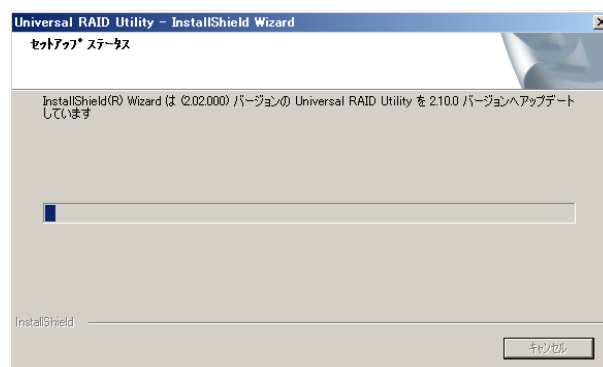 Universal RAID Utility - InstallShield Wizard
セットアップ ステータス
InstallShield(R) Wizard は (2.02.000) バージョンの Universal RAID Utility を 2.10.0 バージョンへアップデート
しています
InstallShield
キャンセル